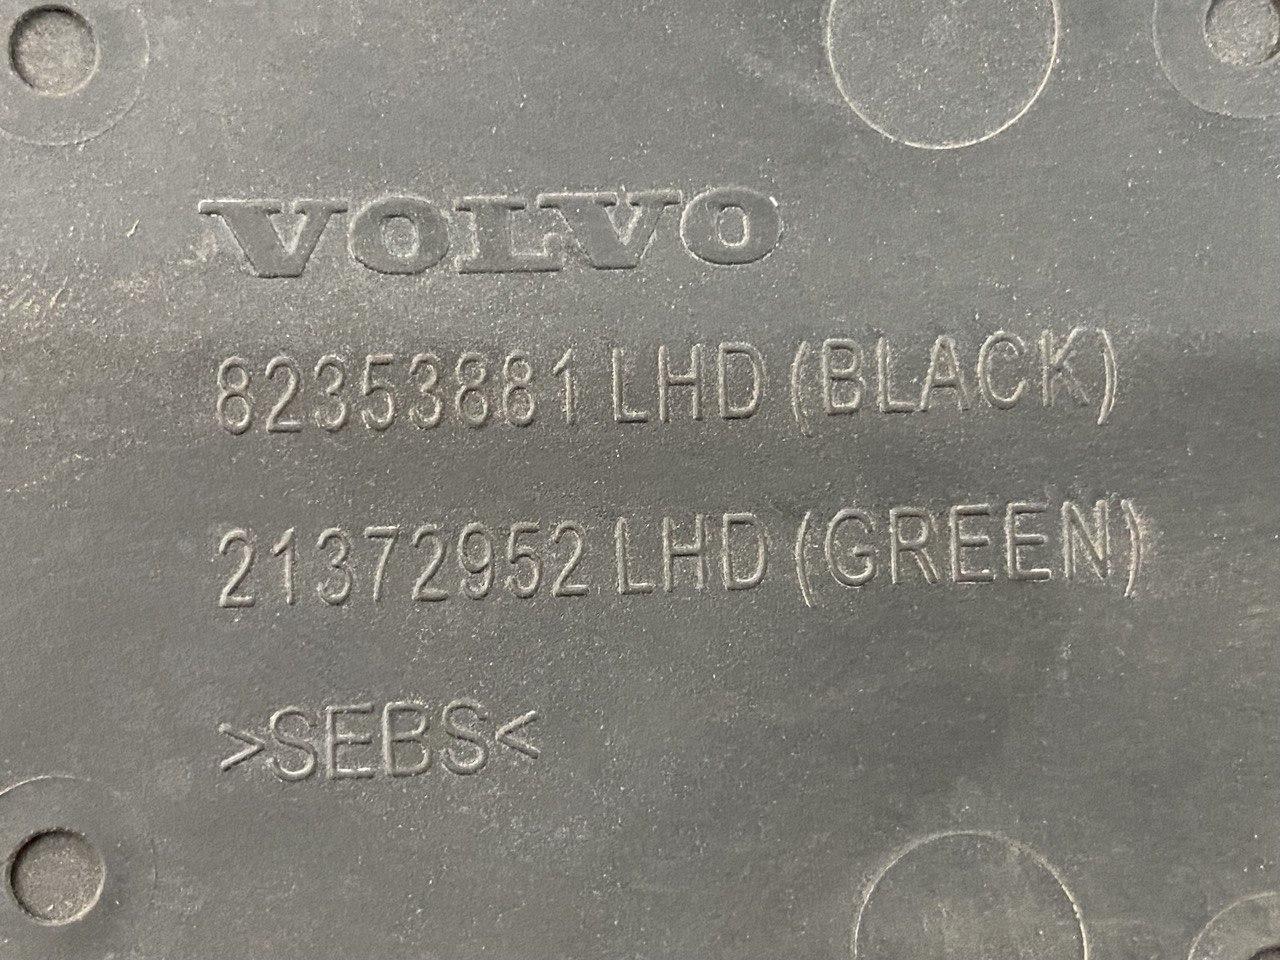 VOLVO
82353881 LHD (BLACK)
21372952 LHD (GREEN)
>SEBS<